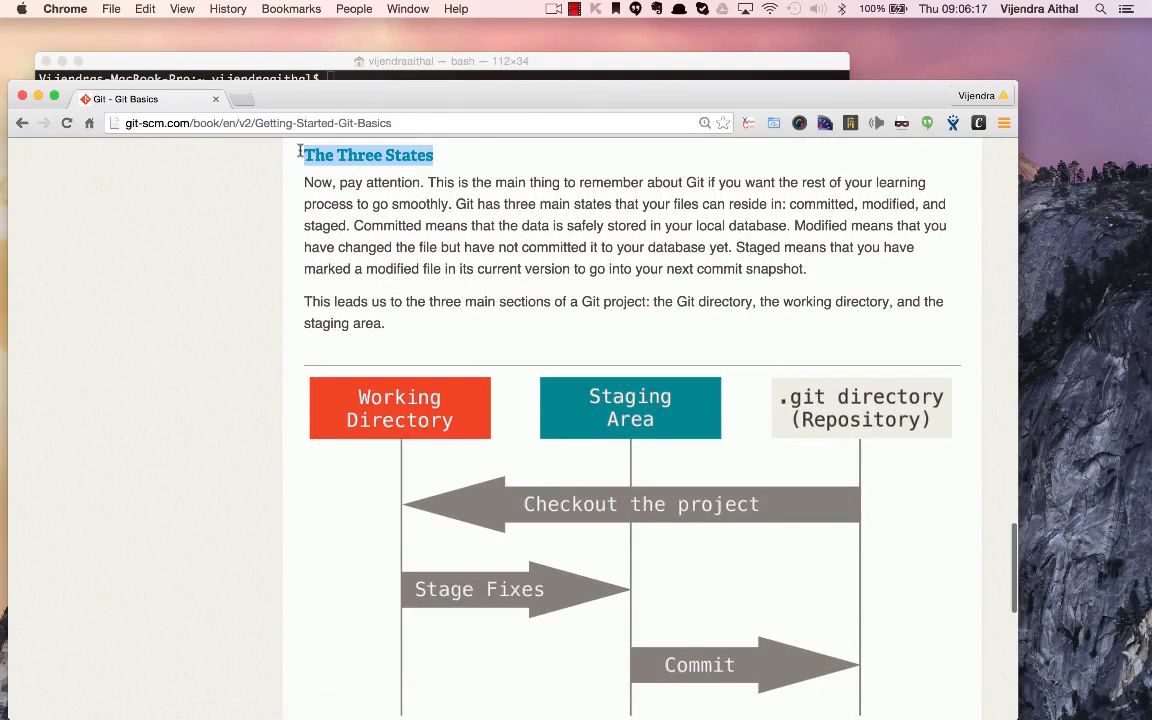 Chrome File Edit View History Bookmarks People Window Help 100% Thu 09:06:17 Vijendra Aithal
vijendraaithal — bash — 112×34
Vijendras-MacBook-Pro:~ vijendraaithal$
Git - Git Basics
Vijendra
git-scm.com/book/en/v2/Getting-Started-Git-Basics
The Three States
Now, pay attention. This is the main thing to remember about Git if you want the rest of your learning
process to go smoothly. Git has three main states that your files can reside in: committed, modified, and
staged. Committed means that the data is safely stored in your local database. Modified means that you
have changed the file but have not committed it to your database yet. Staged means that you have
marked a modified file in its current version to go into your next commit snapshot.
This leads us to the three main sections of a Git project: the Git directory, the working directory, and the
staging area.
Working
Directory
Staging
Area
.git directory
(Repository)
Checkout the project
Stage Fixes
Commit